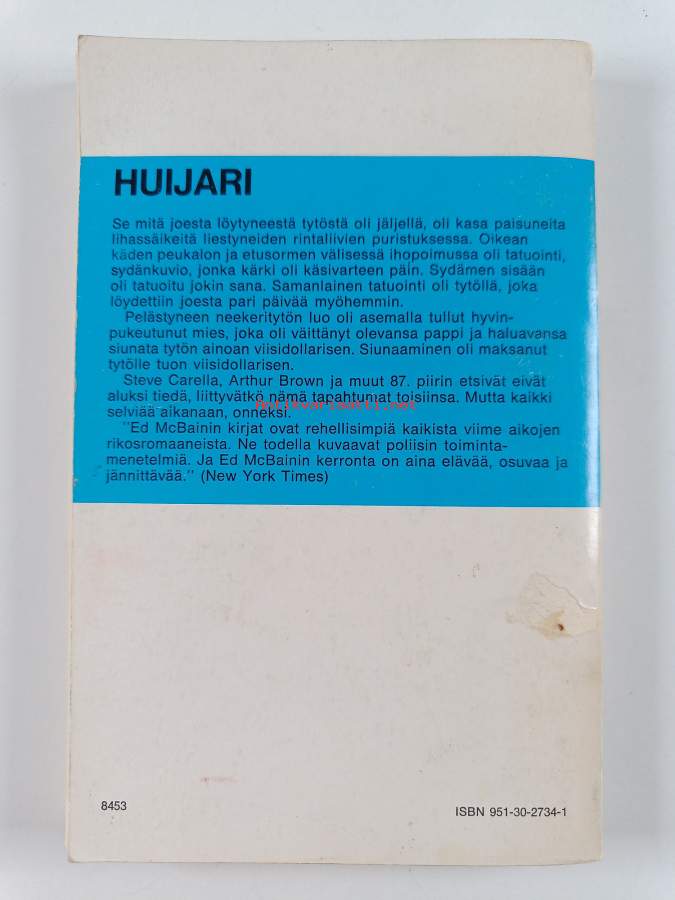 HUIJARI
Se mitä joesta löytyneestä tytöstä oli jäljellä, oli kasa paisuneita
lihassäikeitä liestyneiden rintaliivien puristuksessa. Oikean
käden peukalon ja etusormen välisessä ihopoimussa oli tatuointi,
sydänkuvio, jonka kärki oli käsivarteen päin. Sydämen sisään
oli tatuoitu jokin sana. Samanlainen tatuointi oli tytöllä, joka
löydettiin joesta pari päivää myöhemmin.
Pelästyneen neekeritytön luo oli asemalla tullut hyvin-
pukeutunut mies, joka oli väittänyt olevansa pappi ja haluavansa
siunata tytön ainoan viisidollarisen. Siunaaminen oli maksanut
tytölle tuon viisidollarisen.
Steve Carella, Arthur Brown ja muut 87. piirin etsivät eivät
aluksi tiedä, liittyvätkö nämä tapahtumat toisiinsa. Mutta kaikki
selviää aikanaan, onneksi.
antikvariaatti.net
"Ed McBainin kirjat ovat rehellisimpiä kaikista viime aikojen
rikosromaaneista. Ne todella kuvaavat poliisin toiminta-
menetelmiä. Ja Ed McBainin kerronta on aina elävää, osuvaa ja
jännittävää." (New York Times)
8453
ISBN 951-30-2734-1